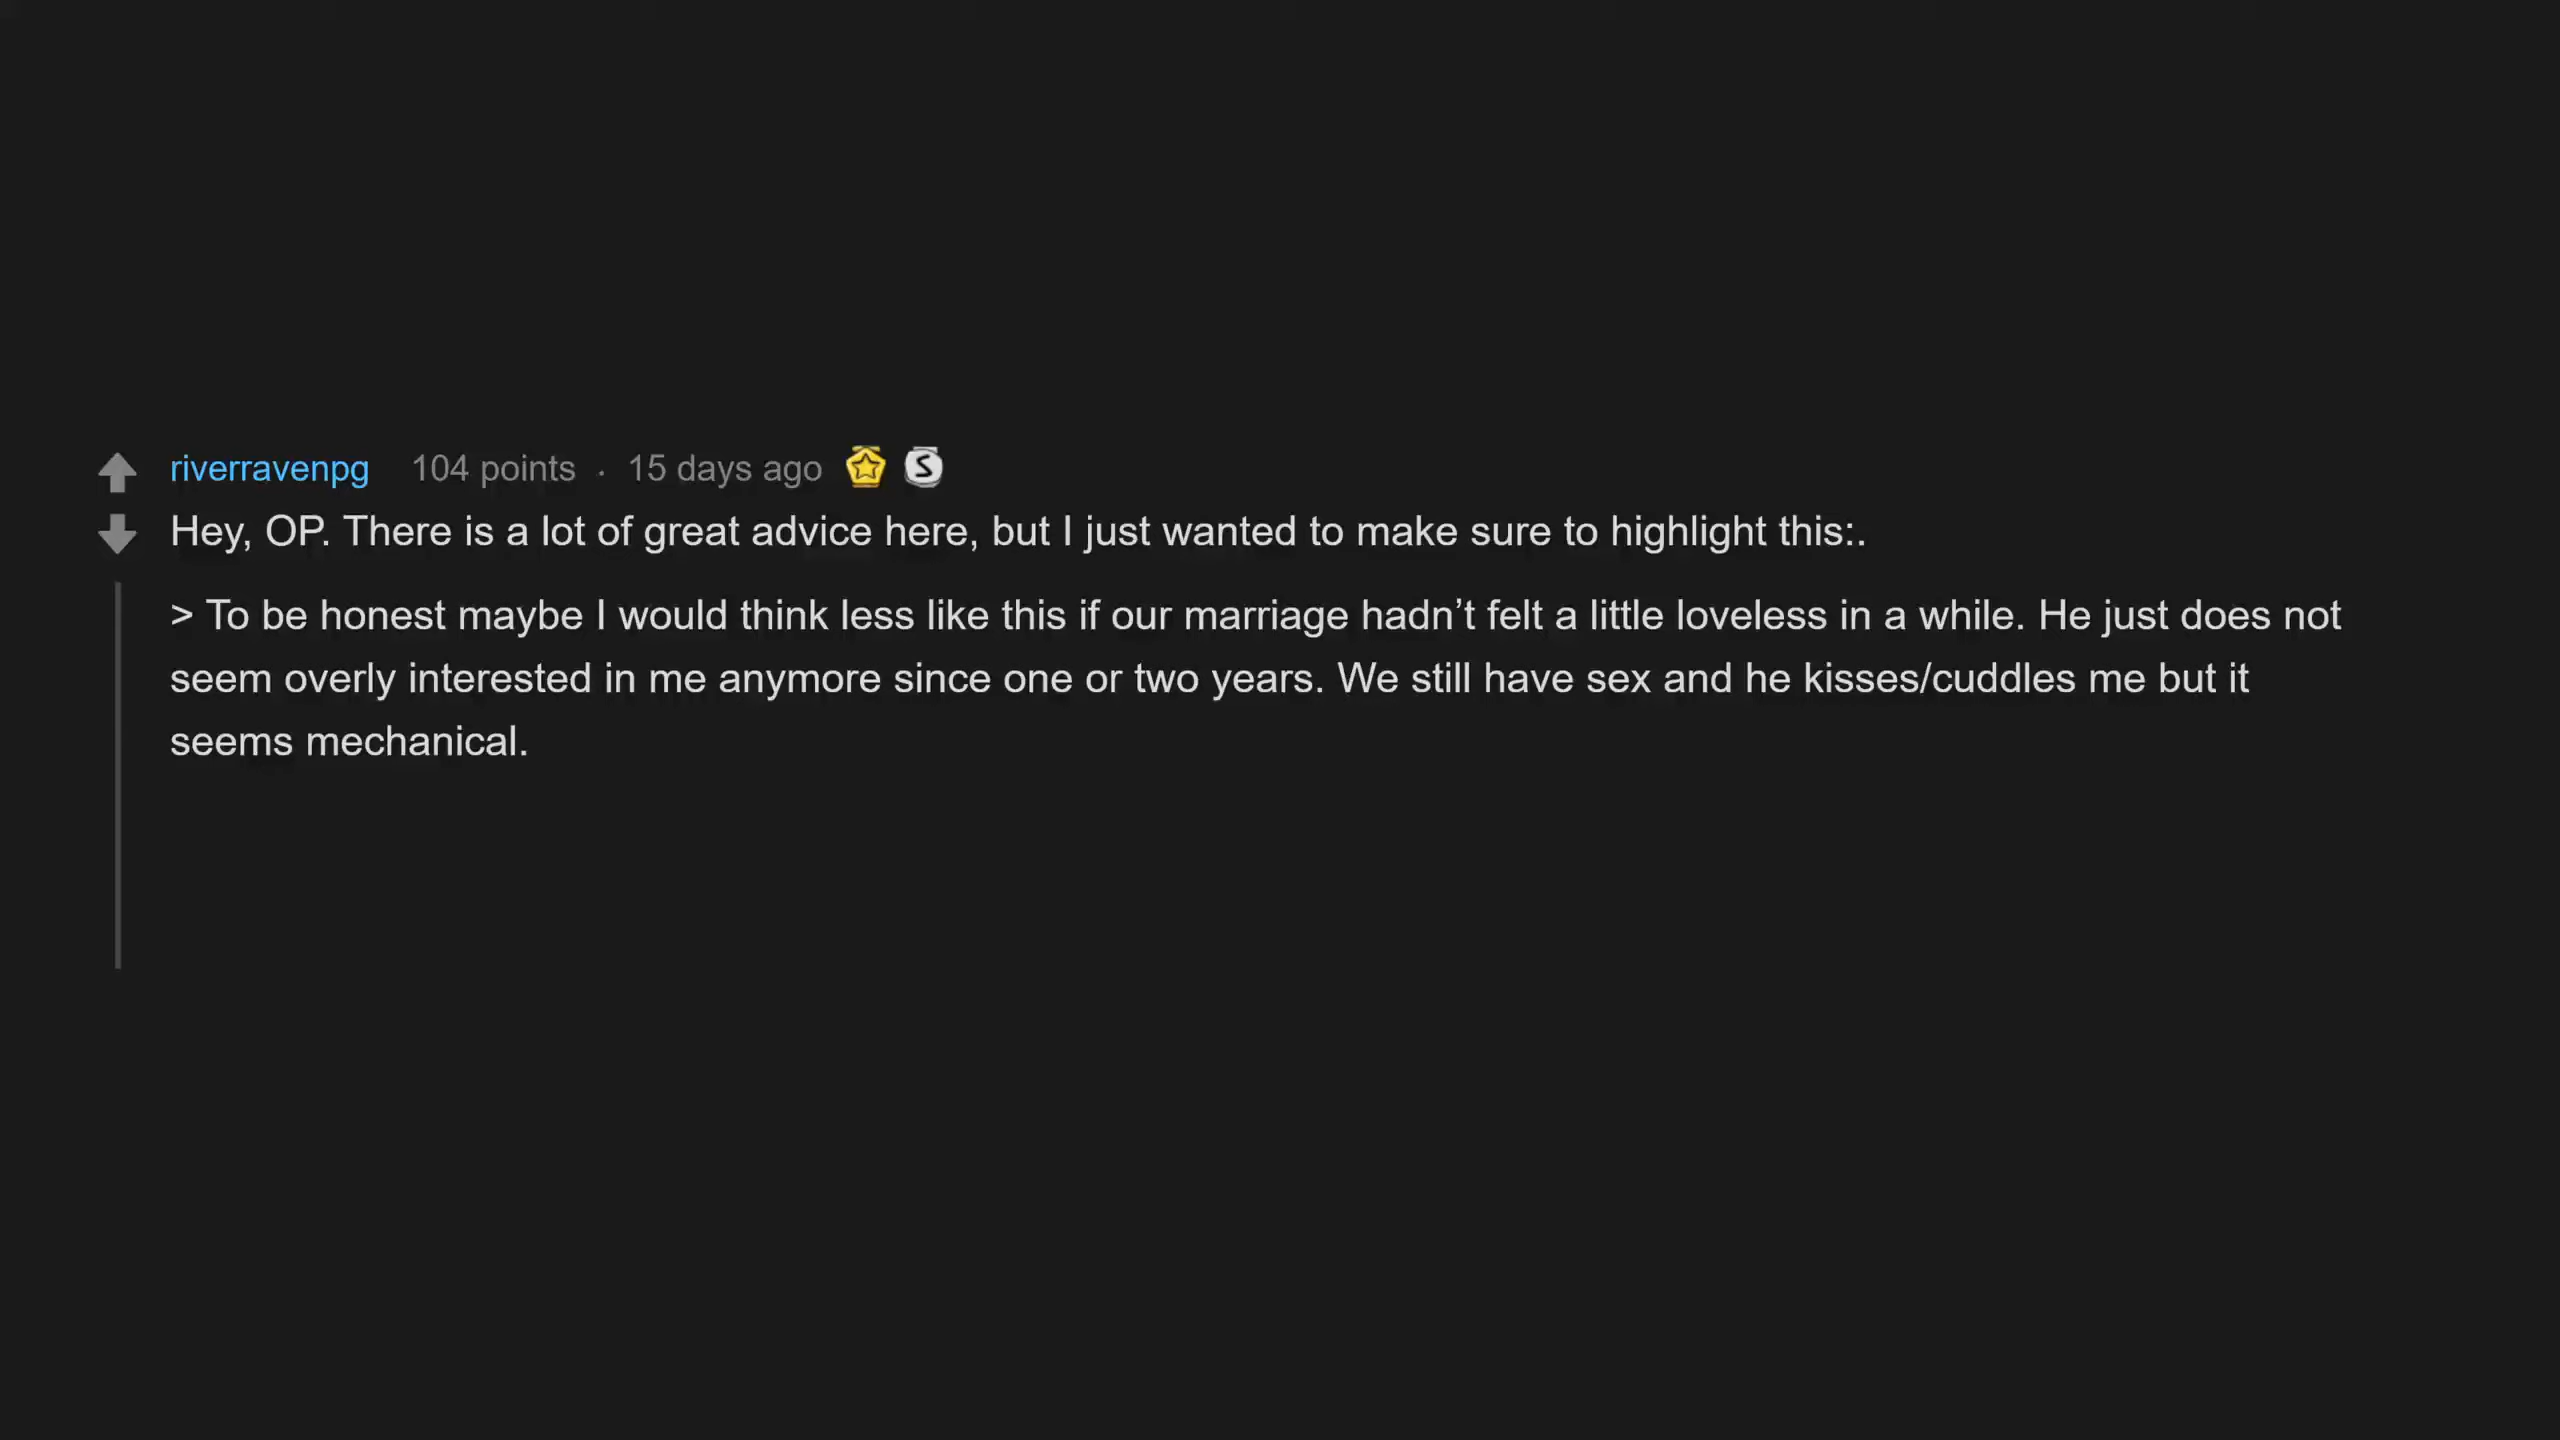 riverravenpg 104 points · 15 days ago
Hey, OP. There is a lot of great advice here, but I just wanted to make sure to highlight this:.
> To be honest maybe I would think less like this if our marriage hadn’t felt a little loveless in a while. He just does not
seem overly interested in me anymore since one or two years. We still have sex and he kisses/cuddles me but it
seems mechanical.